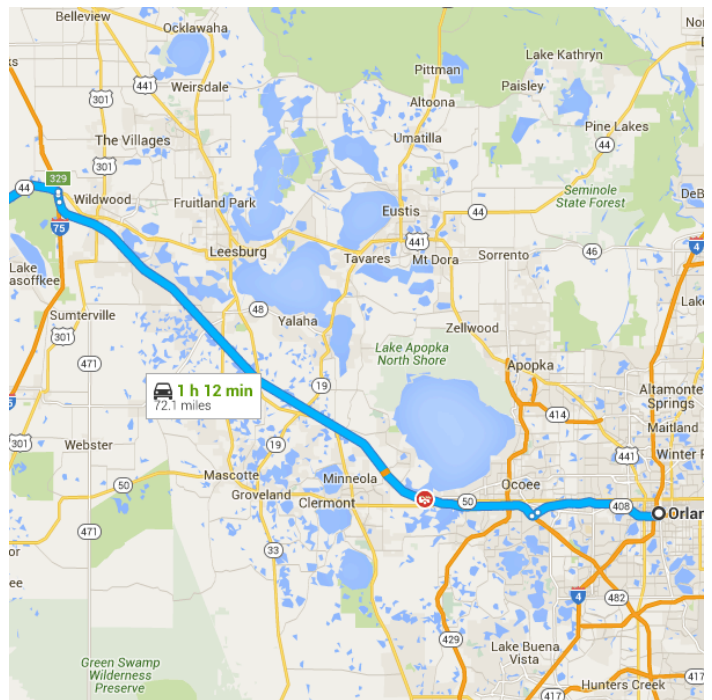 Belleview
Ocklawaha
Lake Kathryn
Pittman
Paisley
441
Weirsdale
301
Altoona
The Villages
Umatilla
Pine Lakes
44
301
329
Seminole
State Forest
44
Wildwood
Fruitland Park
Eustis
44
75
441
4
Leesburg
46
Tavares
Mt Dora
Sorrento
Lake
Sumterville
48
Yalaha
Zellwood
301
471
Lake Apopka
North Shore
Apopka
19
1 h 12 min
72.1 miles
414
Altamonte
Springs
Maitland
301
Webster
19
441
50
Mascotte
Minneola
Ocoee
Groveland
Clermont
50
408
471
33
4
482
429
Lake Buena
Vista
Green Swamp
Wilderness
Preserve
417
Hunters Creek
417